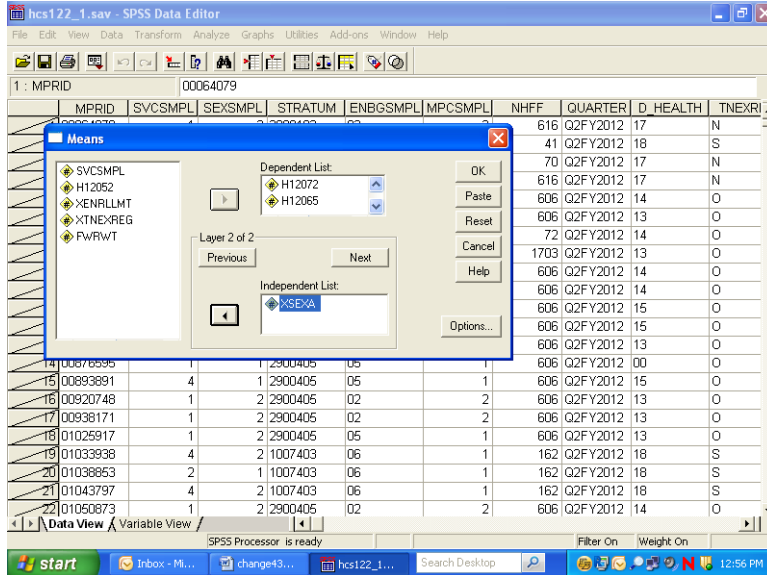 hcs122_1.sav - SPSS Data Editor
File Edit View Data Transform Analyze Graphs Utilities Add-ons Window Help
1 : MPRID 00064079
MPRID SVCSMPL SEXSMPL STRATUM ENBGSMPL MPCSMPL NHFF QUARTER D_HEALTH TNEXRE
616 Q2FY2012 17 N
Means
41 Q2FY2012 18 S
70 Q2FY2012 17 N
616 Q2FY2012 17 N
606 Q2FY2012 14 O
606 Q2FY2012 13 O
72 Q2FY2012 14 O
1703 Q2FY2012 13 O
606 Q2FY2012 14 O
606 Q2FY2012 14 O
606 Q2FY2012 15 O
606 Q2FY2012 15 O
606 Q2FY2012 13 O
SVCSMPL
H12052
XENRLLMT
XTNEXREG
FWRWT
Dependent List:
H12072
H12065
Layer 2 of 2
Previous Next
Independent List:
XSEXA
OK
Paste
Reset
Cancel
Help
Options...
14 00876595 1 1 2900405 05 1 606 Q2FY2012 00 O
15 00893891 4 1 2900405 05 1 606 Q2FY2012 15 O
16 00920748 1 2 2900405 02 2 606 Q2FY2012 13 O
17 00938171 1 2 2900405 02 2 606 Q2FY2012 13 O
18 01025917 1 2 2900405 05 1 606 Q2FY2012 13 O
19 01033938 4 2 1007403 06 1 162 Q2FY2012 18 S
20 01038853 2 1 1007403 06 1 162 Q2FY2012 18 S
21 01043797 4 2 1007403 06 1 162 Q2FY2012 18 S
22 01050873 1 2 2900405 02 2 606 Q2FY2012 14 O
Data View Variable View
SPSS Processor is ready Filter On Weight On
start Inbox - Mi... change43... hcs122_1... Search Desktop 12:56 PM